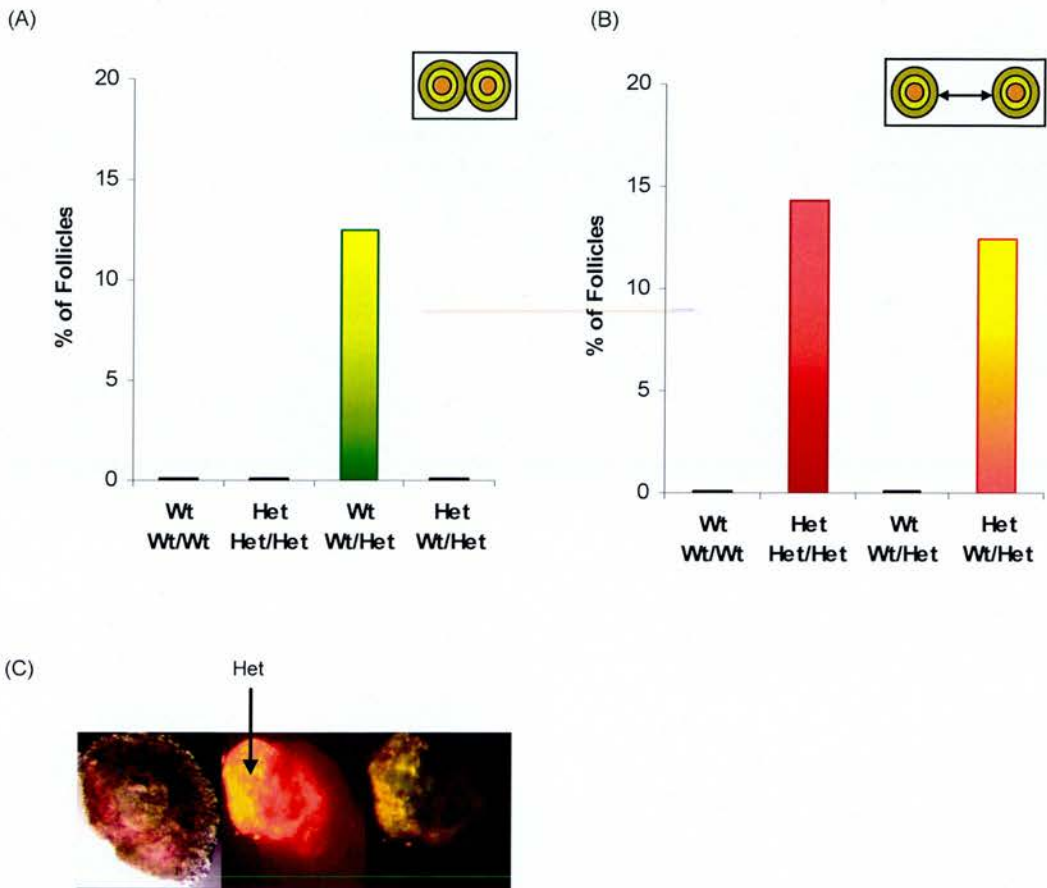 (A)
20
15
10
5
0
% of Follicles
Wt
Wt/Wt
Het
Het/Het
Wt
Wt/Het
Het
Wt/Het
(B)
20
15
10
5
0
% of Follicles
Wt
Wt/Wt
Het
Het/Het
Wt
Wt/Het
Het
Wt/Het
(C)
Het